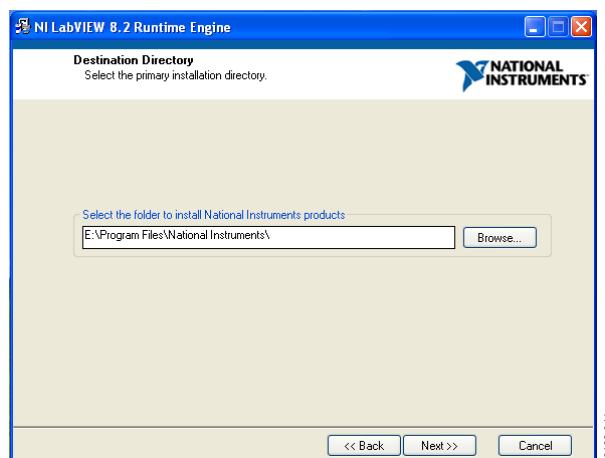 NI LabVIEW 8.2 Runtime Engine
Destination Directory
Select the primary installation directory.
NATIONAL
INSTRUMENTS
Select the folder to install National Instruments products
E:\Program Files\National Instruments\
Browse...
<< Back
Next >>
Cancel